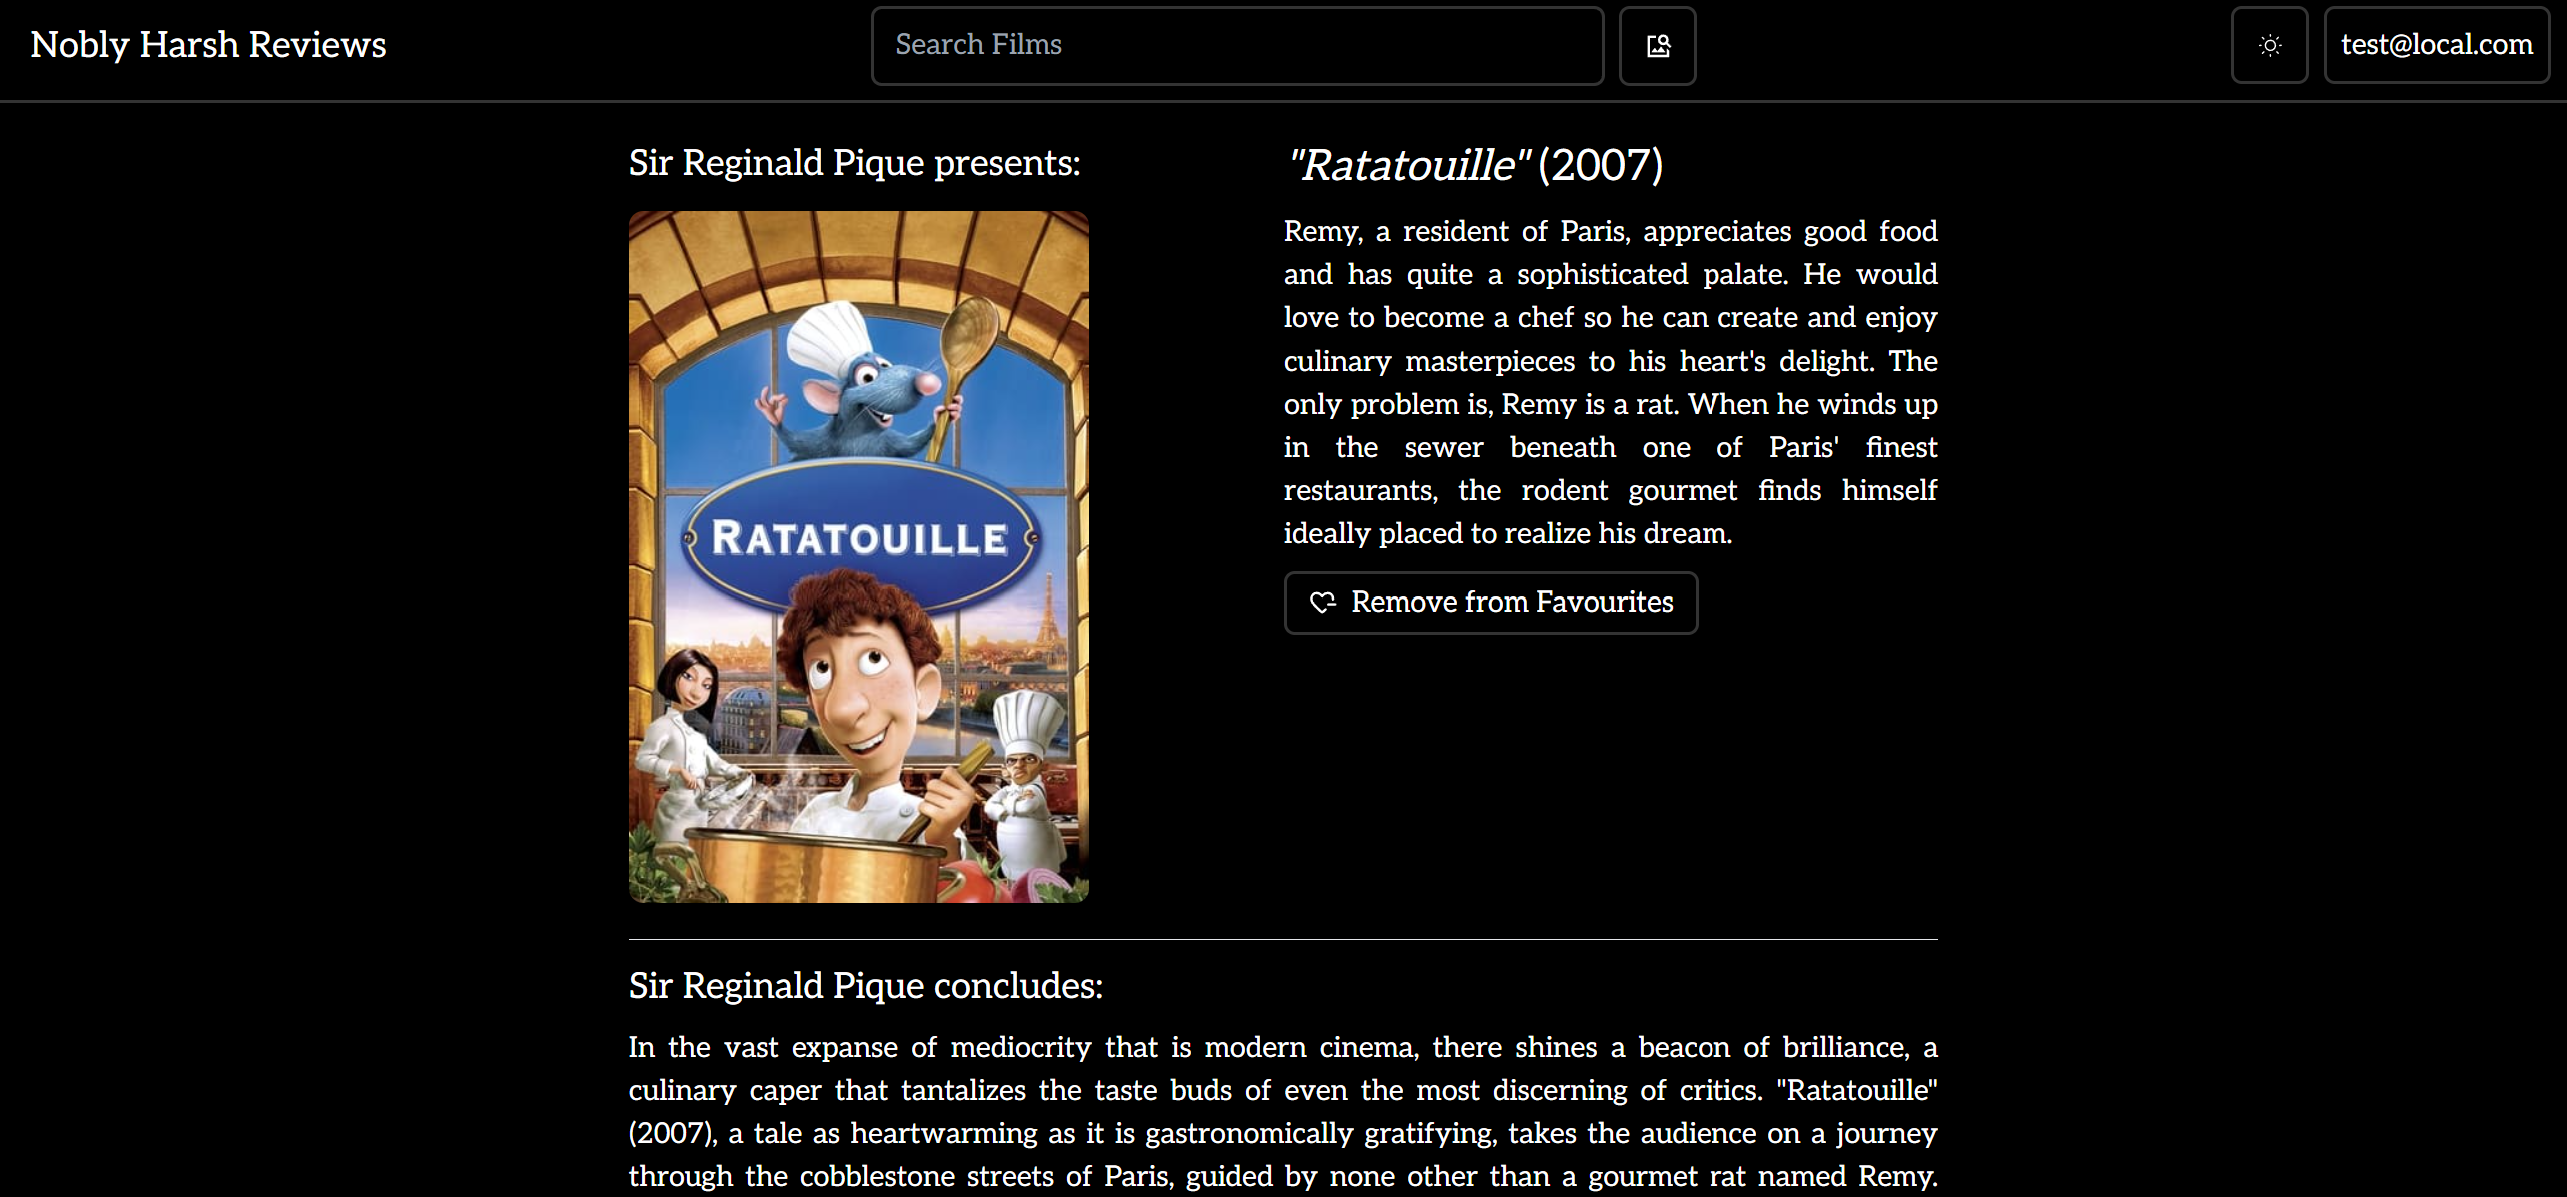 Nobly Harsh Reviews
Search Films
test@local.com
Sir Reginald Pique presents:
RATATOUILLE
"Ratatouille" (2007)
Remy, a resident of Paris, appreciates good food
and has quite a sophisticated palate. He would
love to become a chef so he can create and enjoy
culinary masterpieces to his heart's delight. The
only problem is, Remy is a rat. When he winds up
in the sewer beneath one of Paris' finest
restaurants, the rodent gourmet finds himself
ideally placed to realize his dream.
Remove from Favourites
Sir Reginald Pique concludes:
In the vast expanse of mediocrity that is modern cinema, there shines a beacon of brilliance, a
culinary caper that tantalizes the taste buds of even the most discerning of critics. "Ratatouille"
(2007), a tale as heartwarming as it is gastronomically gratifying, takes the audience on a journey
through the cobblestone streets of Paris, guided by none other than a gourmet rat named Remy.